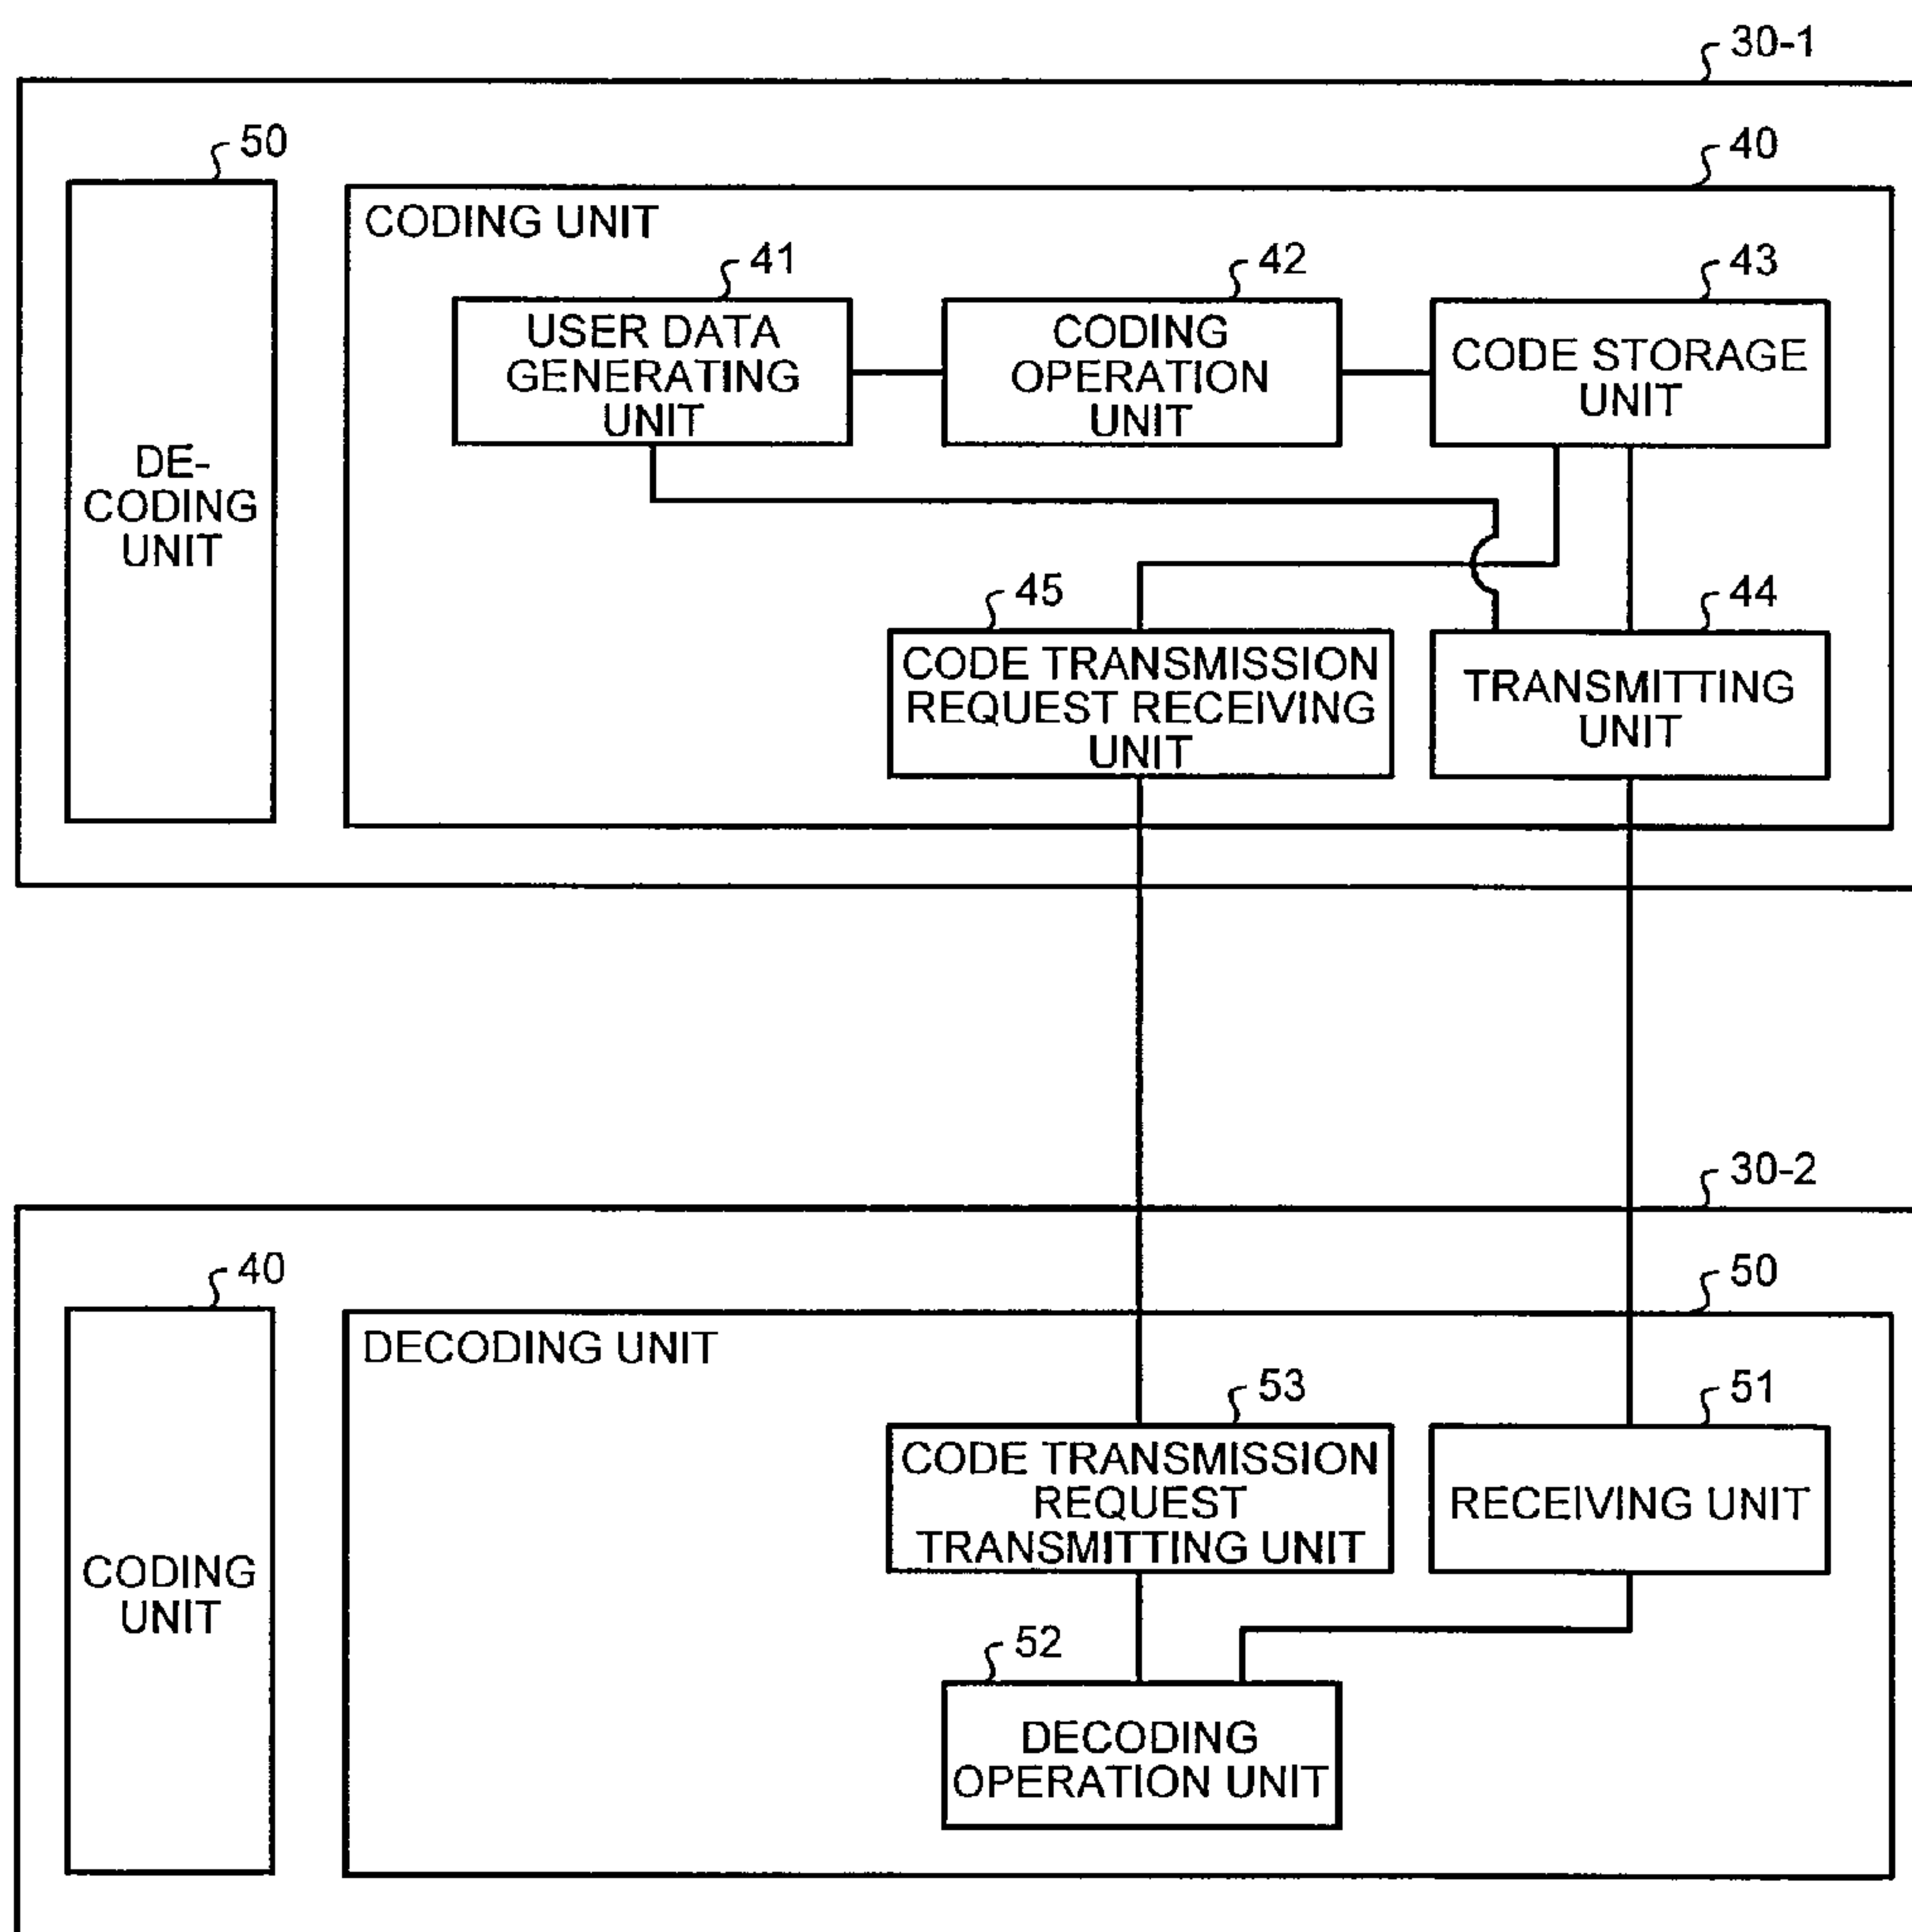 30-1
50
40
CODING UNIT
41
42
43
USER DATA
GENERATING
UNIT
CODING
OPERATION
UNIT
CODE STORAGE
UNIT
DE-
CODING
UNIT
45
44
CODE TRANSMISSION
REQUEST RECEIVING
UNIT
TRANSMITTING
UNIT
30-2
40
50
DECODING UNIT
53
51
CODE TRANSMISSION
REQUEST
TRANSMITTING UNIT
RECEIVING UNIT
CODING
UNIT
52
DECODING
OPERATION UNIT